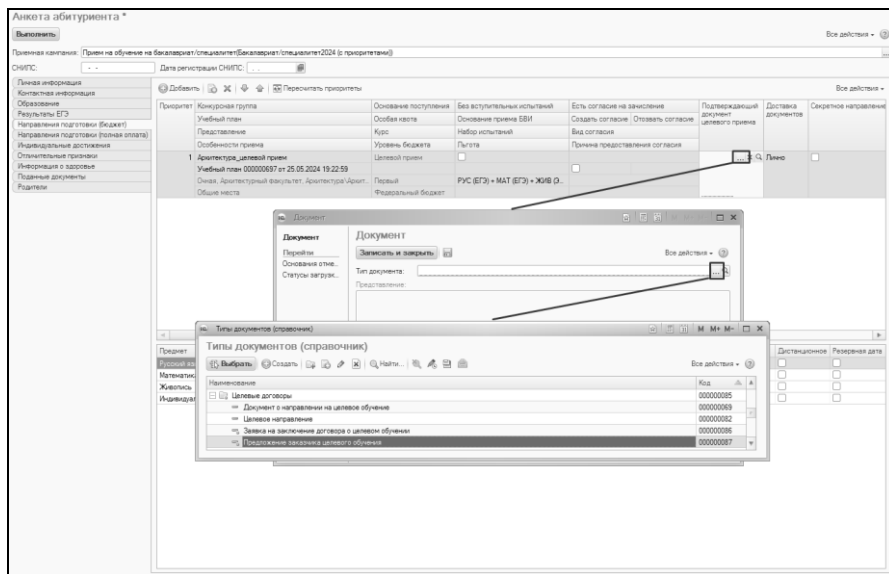 Анкета абитуриента *
Выполнить
Все действия
Приемная кампания: Прием на обучение на бакалавриат/специалитет(Бакалавриат/специалитет2024 (с приоритетами))
СНИЛС: - -
Дата регистрации СНИЛС: . .
Личная информация
Контактная информация
Образование
Результаты ЕГЭ
Направления подготовки (бюджет)
Направления подготовки (полная оплата)
Индивидуальные достижения
Отличительные признаки
Информация о здоровье
Поданные документы
Родители
Добавить
Пересчитать приоритеты
Все действия
Приоритет Конкурсная группа Основание поступления Без вступительных испытаний Есть согласие на зачисление Подтверждающий документ целевого приема Доставка документов Секретное направление
Учебный план Особая квота Основание приема БВИ Создать согласие Отозвать согласие
Представление Курс Набор испытаний Вид согласия
Особенности приема Уровень бюджета Льгота Причина предоставления согласия
1 Архитектура_целевой прием Целевой прием ... Лично
Учебный план 000000697 от 25.05.2024 19:22:59
Очная, Архитектурный факультет, Архитектура\Архит... Первый РУС (ЕГЭ) + МАТ (ЕГЭ) + ЖИВ (Э...
Общие места Федеральный бюджет
Документ
Документ
Перейти
Основания отме...
Статусы загрузк...
Документ
Записать и закрыть
Все действия
Тип документа: ...
Представление:
Типы документов (справочник)
M M+ M-
Типы документов (справочник)
Выбрать Создать Найти...
Все действия
Наименование Код
Целевые договоры 000000085
Документ о направлении на целевое обучение 000000069
Целевое направление 000000082
Заявка на заключение договора о целевом обучении 000000086
Предложение заказчика целевого обучения 000000087
Предмет Дистанционное Резервная дата
Русский яз
Математик
Живопись
Индивидуал